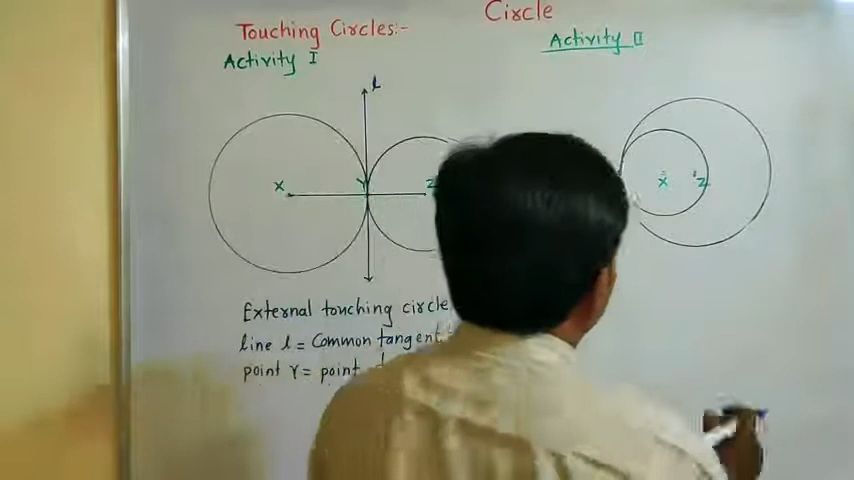 Circle
Touching Circles:-
Activity I
Activity II
l
X
Y
Z
X
Z
External touching circle
line l = Common tangent
point Y = point